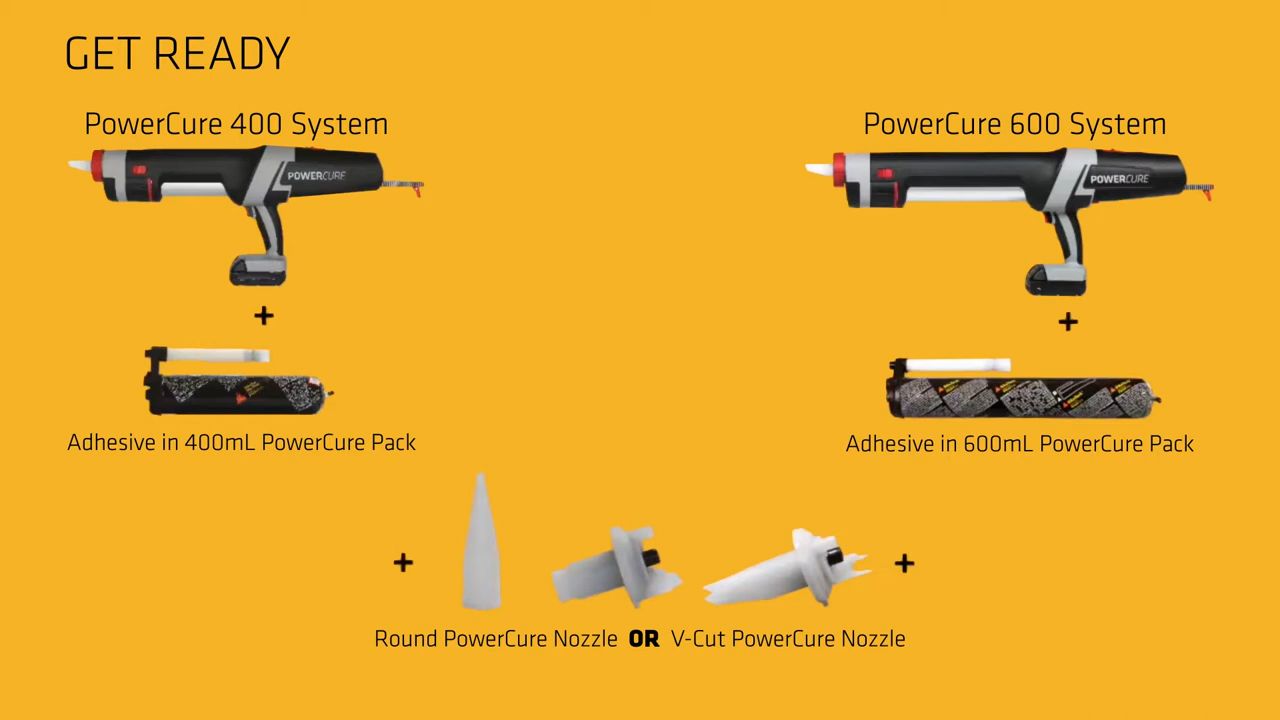 GET READY
PowerCure 400 System
PowerCure 600 System
POWERCURE
POWERCURE
+
+
Adhesive in 400mL PowerCure Pack
Adhesive in 600mL PowerCure Pack
+
+
Round PowerCure Nozzle OR V-Cut PowerCure Nozzle